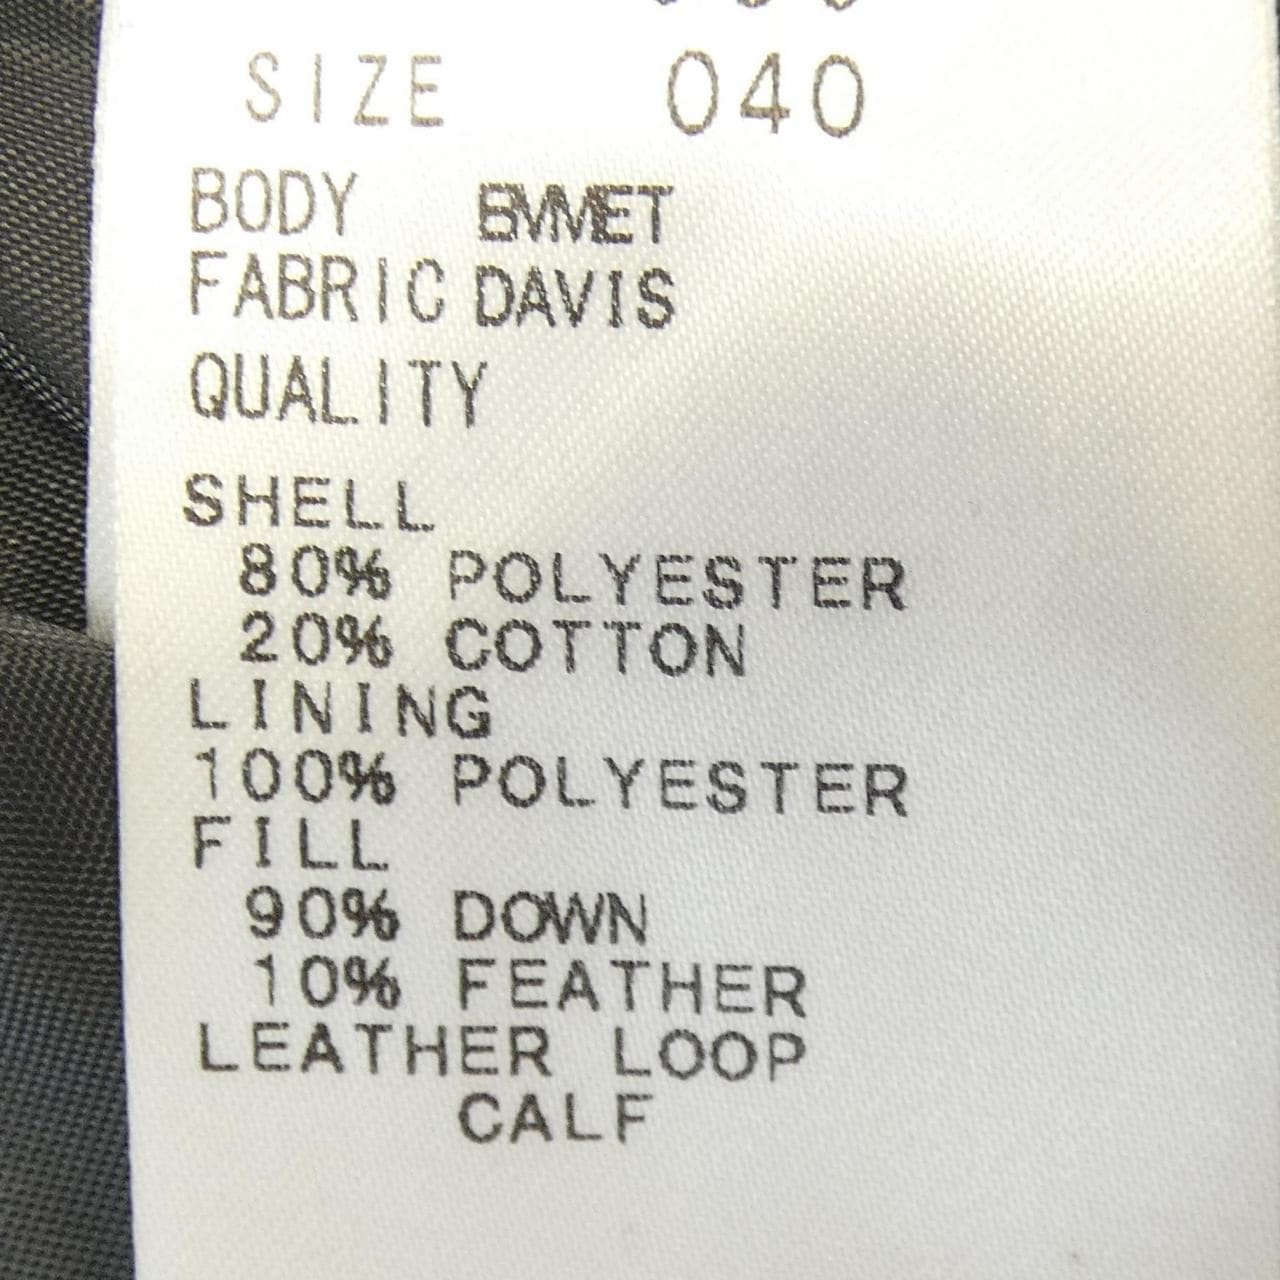 SIZE 040
BODY EMMET
FABRIC DAVIS
QUALITY
SHELL
80% POLYESTER
20% COTTON
LINING
100% POLYESTER
FILL
90% DOWN
10% FEATHER
LEATHER LOOP
CALF